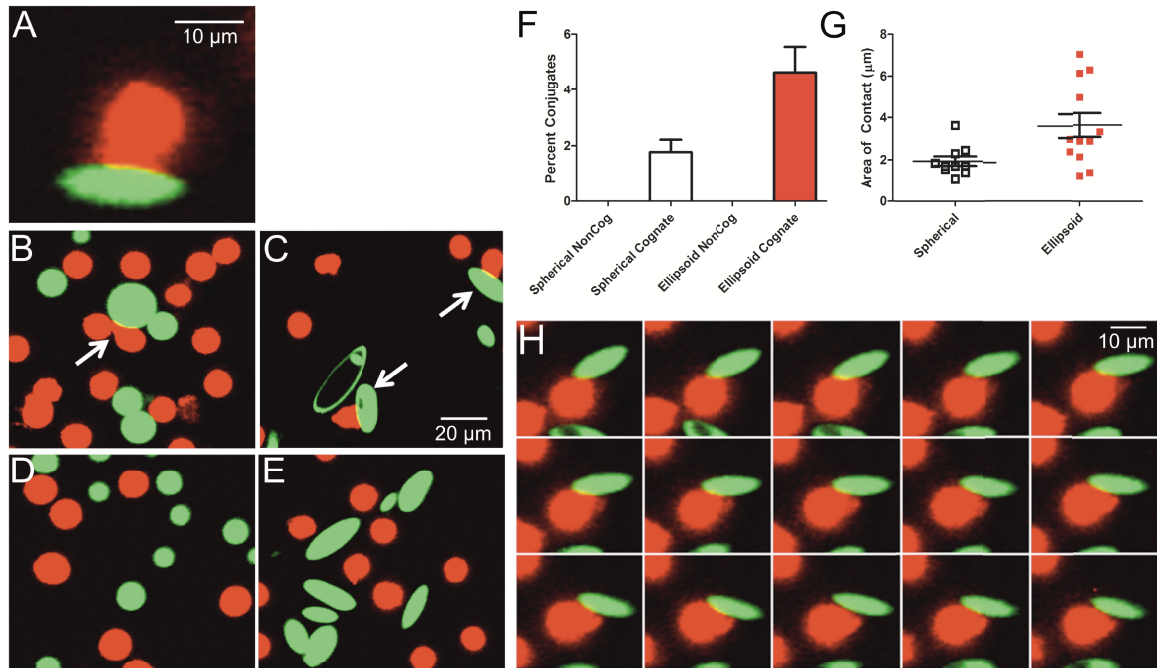 A
10 µm
B
C
20 µm
D
E
F
Percent Conjugates
6
4
2
0
Spherical NonCog
Spherical Cognate
Ellipsoid NonCog
Ellipsoid Cognate
G
Area of Contact (µm)
8
6
4
2
0
Spherical
Ellipsoid
H
10 µm